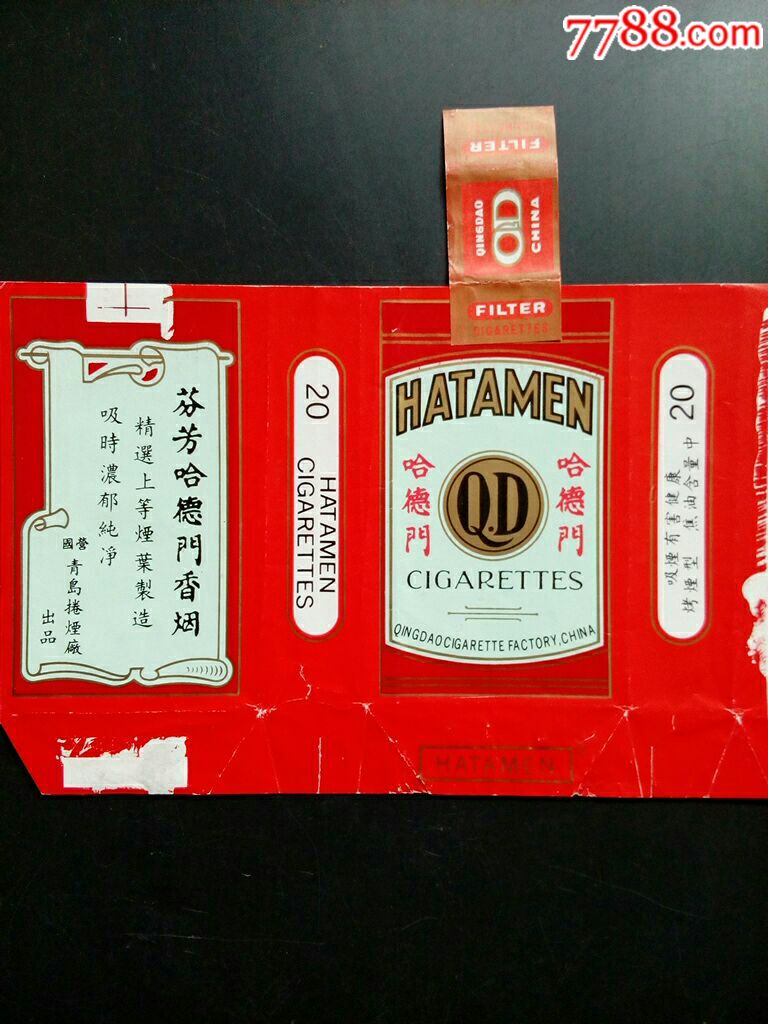 7788.com
FILTER
QINGDAO
QD
CHINA
FILTER
CIGARETTES
芬芳哈德門香烟
精選上等煙葉製造
吸時濃郁純淨
國營
青島捲煙廠
出品
20
HATAMEN
CIGARETTES
HATAMEN
哈德門
QD
哈德門
CIGARETTES
QINGDAO CIGARETTE FACTORY, CHINA
20
吸煙有害健康
烤煙型 焦油含量中
HATAMEN